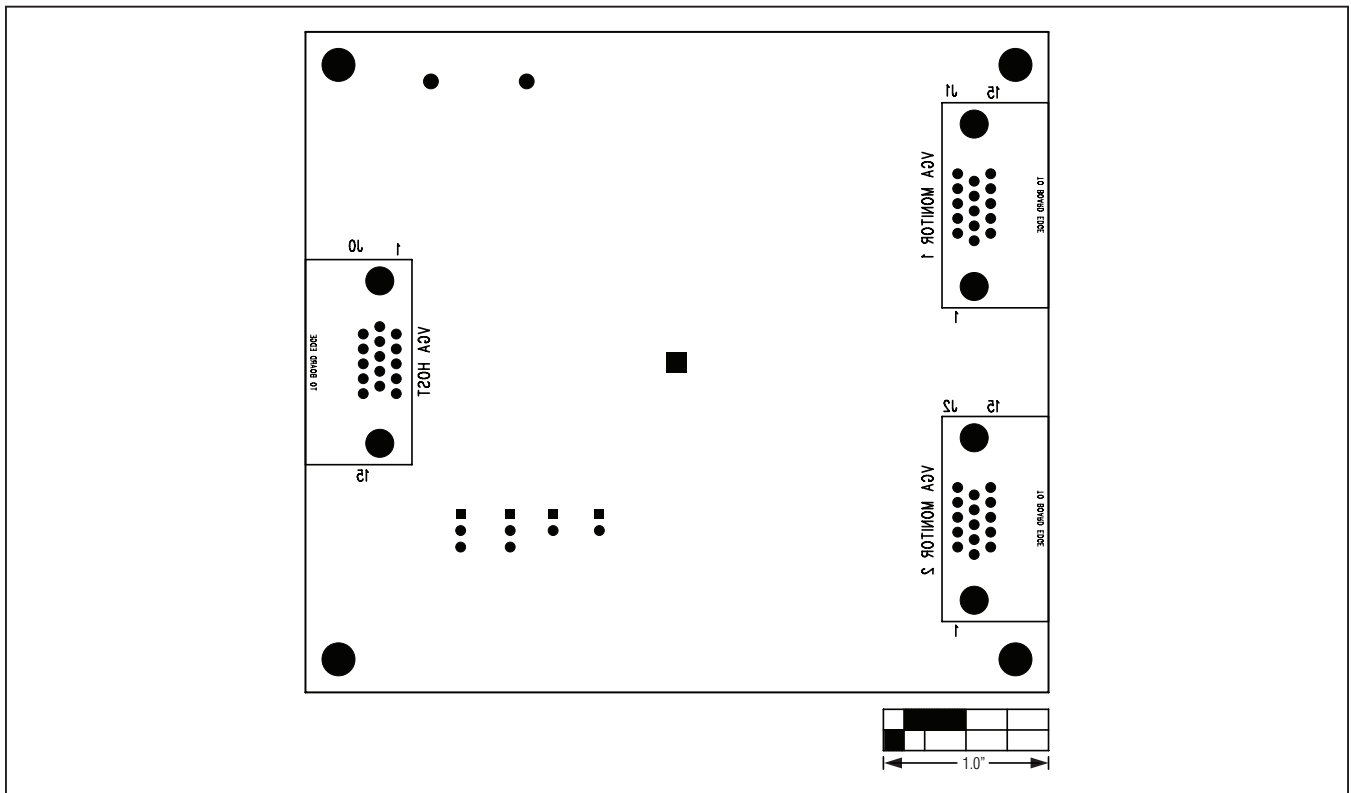 J1 15
VGA MONITOR 1
TO BOARD EDGE
1
J0 1
VGA HOST
TO BOARD EDGE
15
J2 15
VGA MONITOR 2
TO BOARD EDGE
1
1.0"